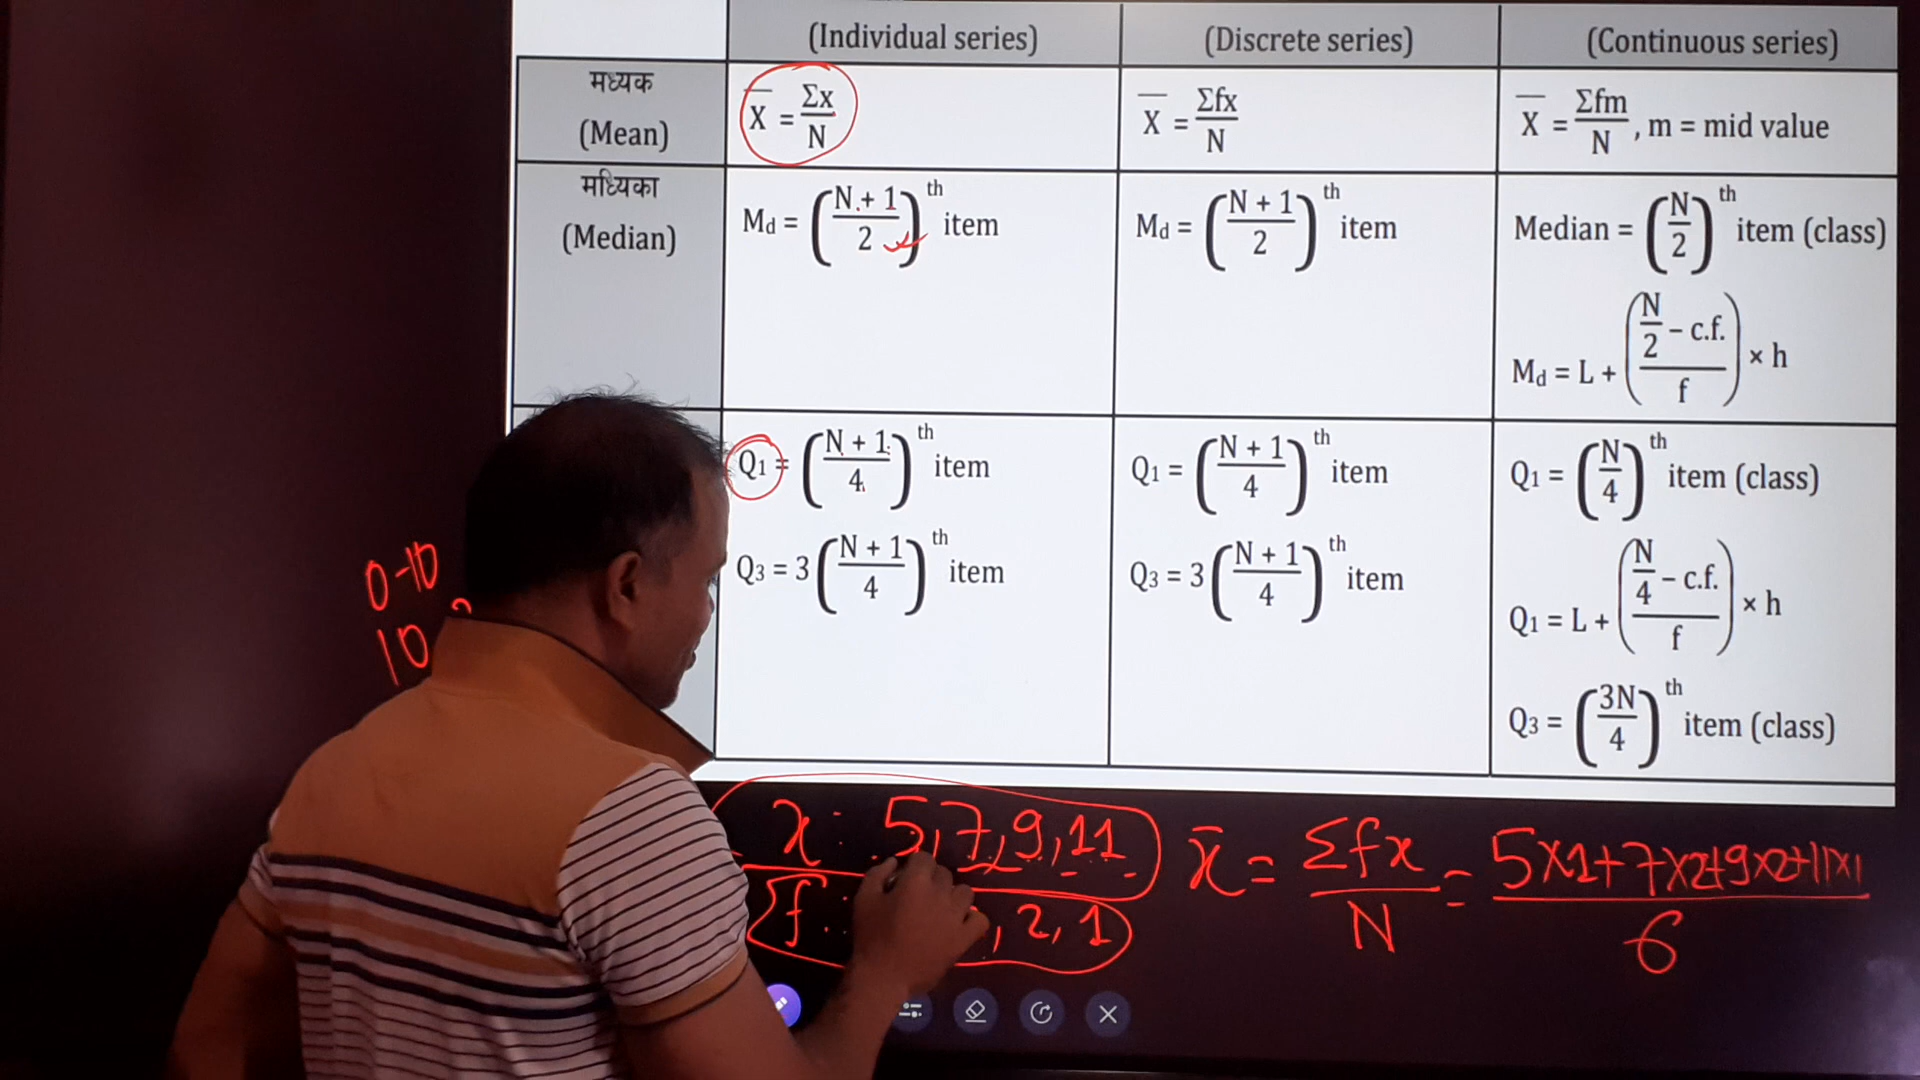 (Individual series) (Discrete series) (Continuous series)
मध्यक
(Mean)
X̅ = Σx/N
X̅ = Σfx/N
X̅ = Σfm/N , m = mid value
मध्यिका
(Median)
Md = ((N + 1)/2)th item
Md = ((N + 1)/2)th item
Median = (N/2)th item (class)
Md = L + ((N/2 – c.f.)/f) × h
Q1 = ((N + 1)/4)th item
Q3 = 3((N + 1)/4)th item
Q1 = ((N + 1)/4)th item
Q3 = 3((N + 1)/4)th item
Q1 = (N/4)th item (class)
Q1 = L + ((N/4 – c.f.)/f) × h
Q3 = (3N/4)th item (class)
0-10
10
x : 5, 7, 9, 11
f : , 2, 1
x̅ = Σfx/N = (5×1+7×2+9×2+11×1)/6